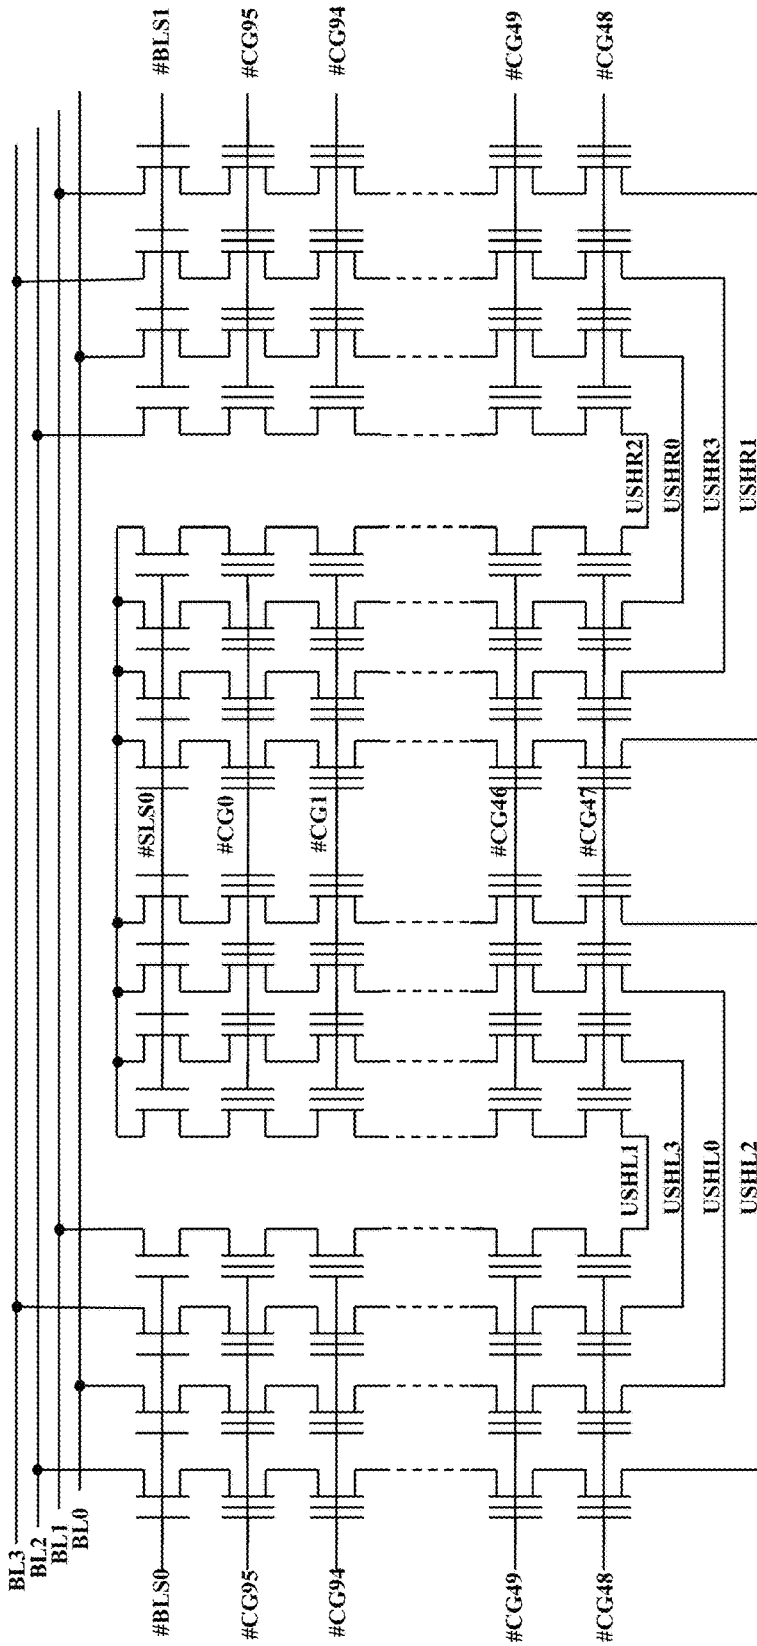 #BLS1
#CG95
#CG94
#CG49
#CG48
USHR2
USHR0
USHR3
USHR1
#SLS0
#CG0
#CG1
#CG46
#CG47
USHL1
USHL3
USHL0
USHL2
BL3
BL2
BL1
BL0
#BLS0
#CG95
#CG94
#CG49
#CG48